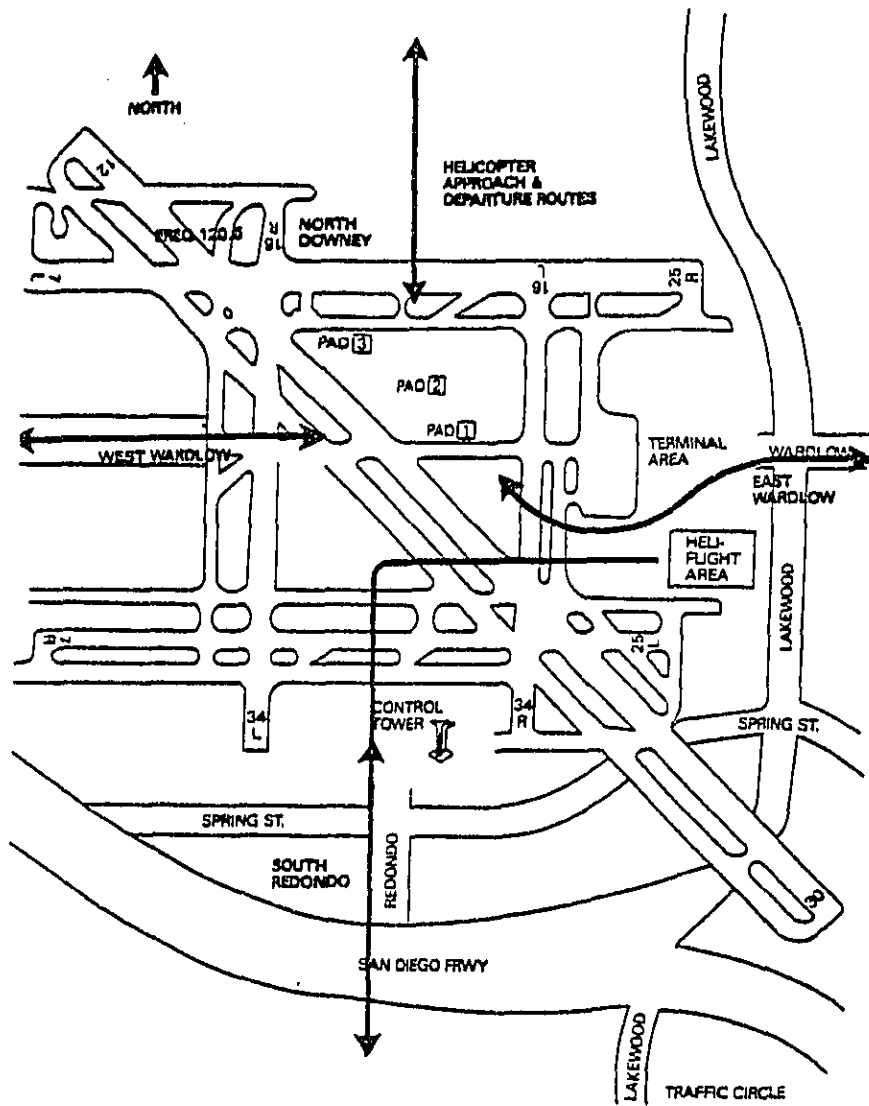 NORTH
LAKEWOOD
HELICOPTER
APPROACH &
DEPARTURE ROUTES
12
FREQ 120.5
16
R
NORTH
DOWNEY
7
L
16
L
25
R
PAD 3
PAD 2
PAD 1
WEST WARDLOW
TERMINAL
AREA
WARDLOW
EAST
WARDLOW
HELI-
FLIGHT
AREA
LAKEWOOD
7
R
25
L
34
L
CONTROL
TOWER
34
R
SPRING ST.
SPRING ST.
SOUTH
REDONDO
REDONDO
30
SAN DIEGO FRWY
LAKEWOOD
TRAFFIC CIRCLE